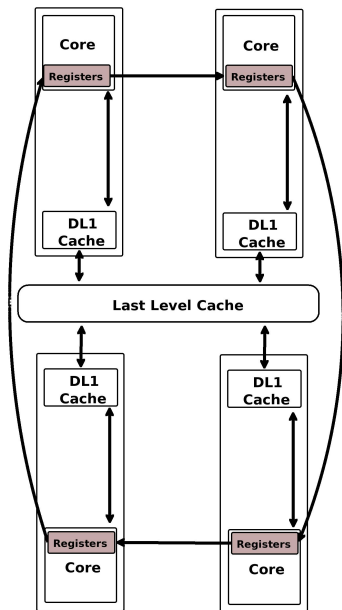 Core
Registers
DL1
Cache
Core
Registers
DL1
Cache
Last Level Cache
DL1
Cache
Registers
Core
DL1
Cache
Registers
Core